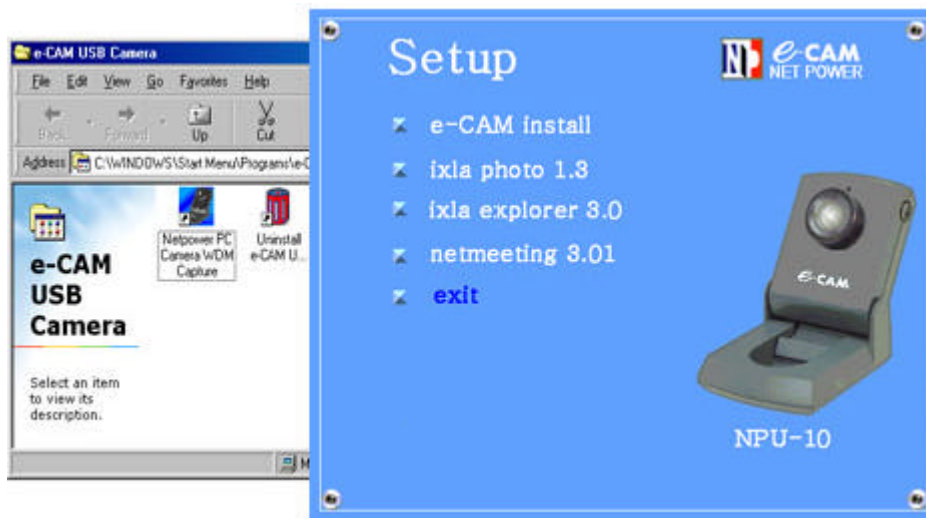 e-CAM USB Camera
File Edit View Go Favorites Help
Back Forward Up Cut
Address C:\WINDOWS\Start Menu\Programs\e-C
Netpower PC
Camera WDM
Capture
Uninstall
e-CAM U...
e-CAM
USB
Camera
Select an item
to view its
description.
M
Setup
N e-CAM
NET POWER
e-CAM install
ixla photo 1.3
ixla explorer 3.0
netmeeting 3.01
exit
e-CAM
NPU-10